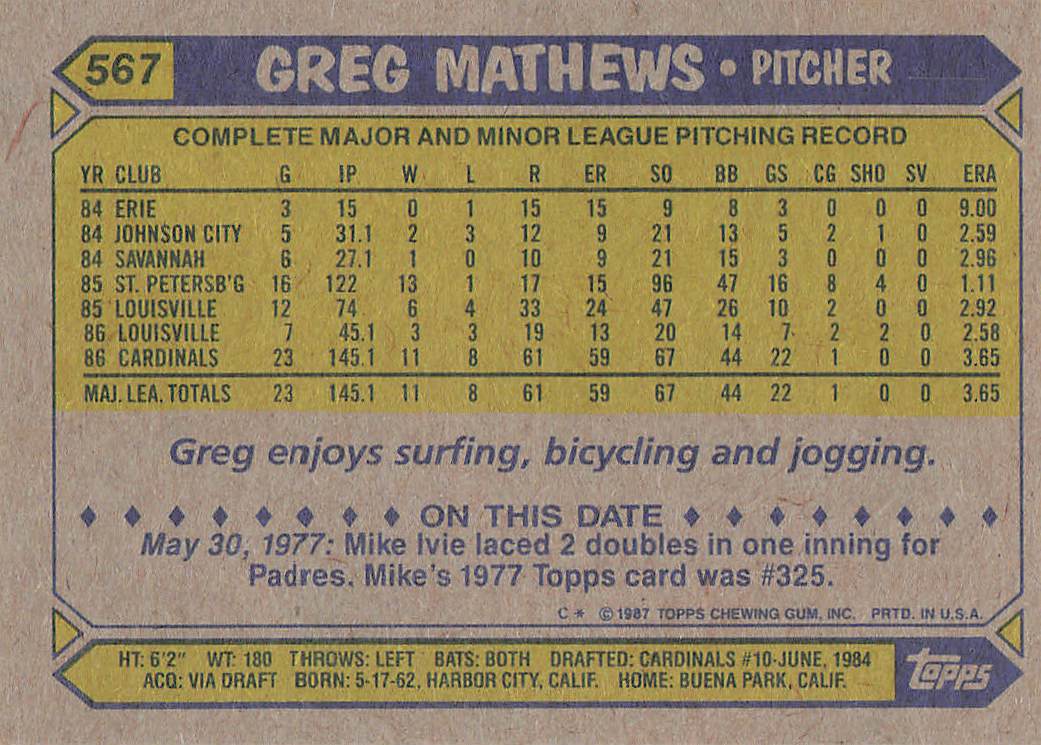 567 GREG MATHEWS • PITCHER
COMPLETE MAJOR AND MINOR LEAGUE PITCHING RECORD
YR CLUB G IP W L R ER SO BB GS CG SHO SV ERA
84 ERIE 3 15 0 1 15 15 9 8 3 0 0 0 9.00
84 JOHNSON CITY 5 31.1 2 3 12 9 21 13 5 2 1 0 2.59
84 SAVANNAH 6 27.1 1 0 10 9 21 15 3 0 0 0 2.96
85 ST. PETERSB'G 16 122 13 1 17 15 96 47 16 8 4 0 1.11
85 LOUISVILLE 12 74 6 4 33 24 47 26 10 2 0 0 2.92
86 LOUISVILLE 7 45.1 3 3 19 13 20 14 7 2 2 0 2.58
86 CARDINALS 23 145.1 11 8 61 59 67 44 22 1 0 0 3.65
MAJ. LEA. TOTALS 23 145.1 11 8 61 59 67 44 22 1 0 0 3.65
Greg enjoys surfing, bicycling and jogging.
♦ ♦ ♦ ♦ ♦ ♦ ♦ ♦ ON THIS DATE ♦ ♦ ♦ ♦ ♦ ♦ ♦ ♦
May 30, 1977: Mike Ivie laced 2 doubles in one inning for
Padres. Mike's 1977 Topps card was #325.
C* © 1987 TOPPS CHEWING GUM, INC. PRTD. IN U.S.A.
HT: 6'2" WT: 180 THROWS: LEFT BATS: BOTH DRAFTED: CARDINALS #10-JUNE, 1984
ACQ: VIA DRAFT BORN: 5-17-62, HARBOR CITY, CALIF. HOME: BUENA PARK, CALIF.
topps